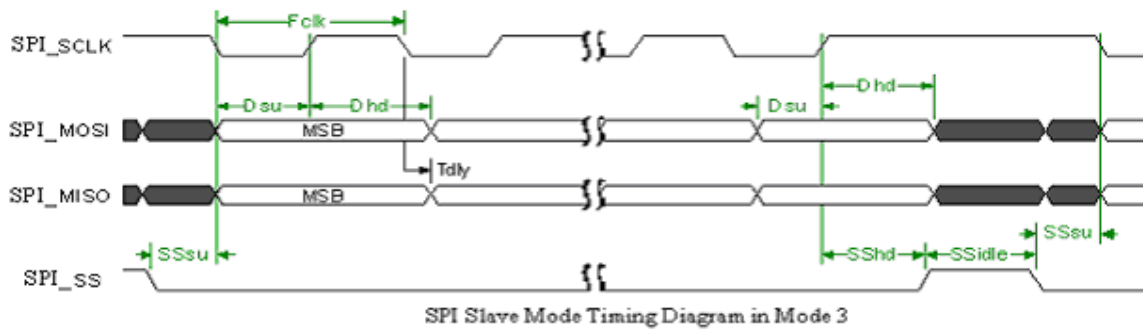 Fclk
SPI_SCLK
Dhd
Dsu Dhd Dsu
SPI_MOSI MSB
Tdly
SPI_MISO MSB
SSsu SShd SSidle SSsu
SPI_SS
SPI Slave Mode Timing Diagram in Mode 3